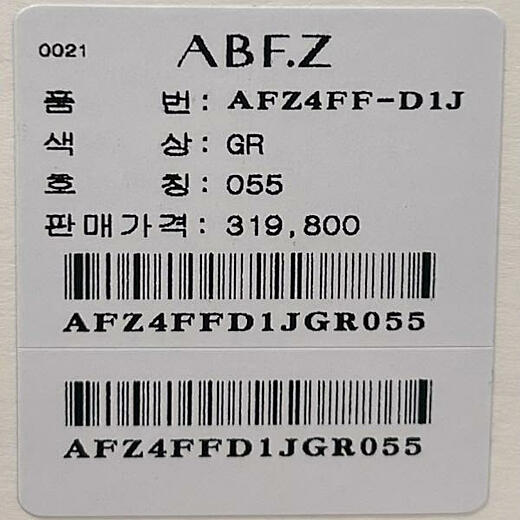 0021 ABF.Z
품 번: AFZ4FF-D1J
색 상: GR
호 칭: 055
판매가격: 319,800
AFZ4FFD1JGR055
AFZ4FFD1JGR055